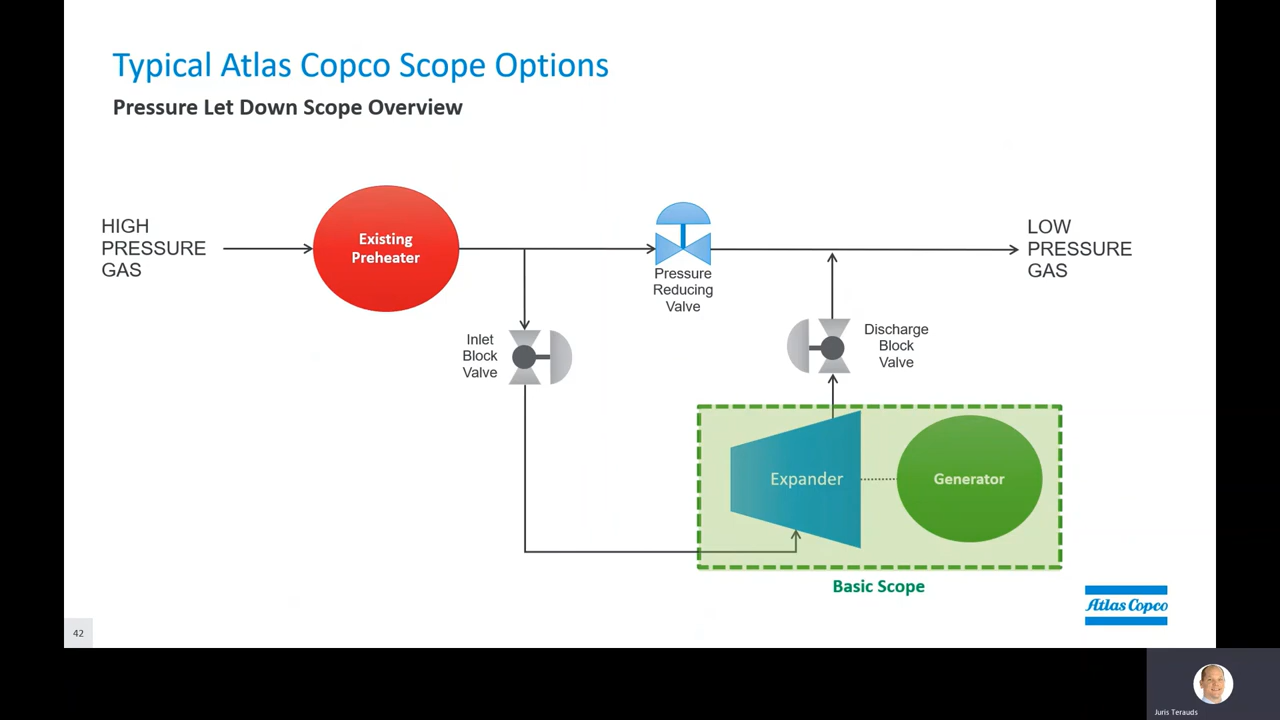 Typical Atlas Copco Scope Options
Pressure Let Down Scope Overview
HIGH
PRESSURE
GAS
Existing
Preheater
Pressure
Reducing
Valve
LOW
PRESSURE
GAS
Inlet
Block
Valve
Discharge
Block
Valve
Expander
Generator
Basic Scope
Atlas Copco
42
Juris Terauds